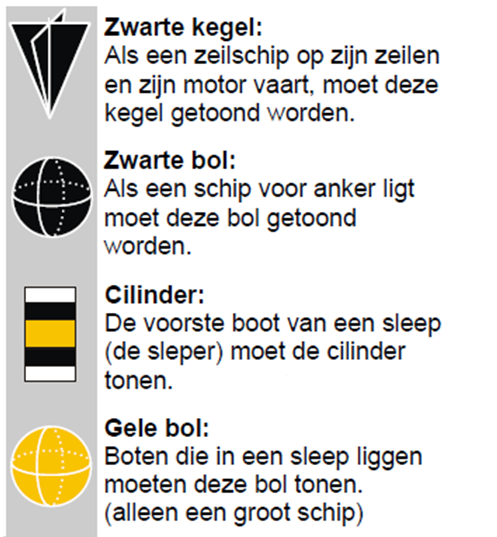 Zwarte kegel:
Als een zeilschip op zijn zeilen
en zijn motor vaart, moet deze
kegel getoond worden.
Zwarte bol:
Als een schip voor anker ligt
moet deze bol getoond
worden.
Cilinder:
De voorste boot van een sleep
(de sleper) moet de cilinder
tonen.
Gele bol:
Boten die in een sleep liggen
moeten deze bol tonen.
(alleen een groot schip)